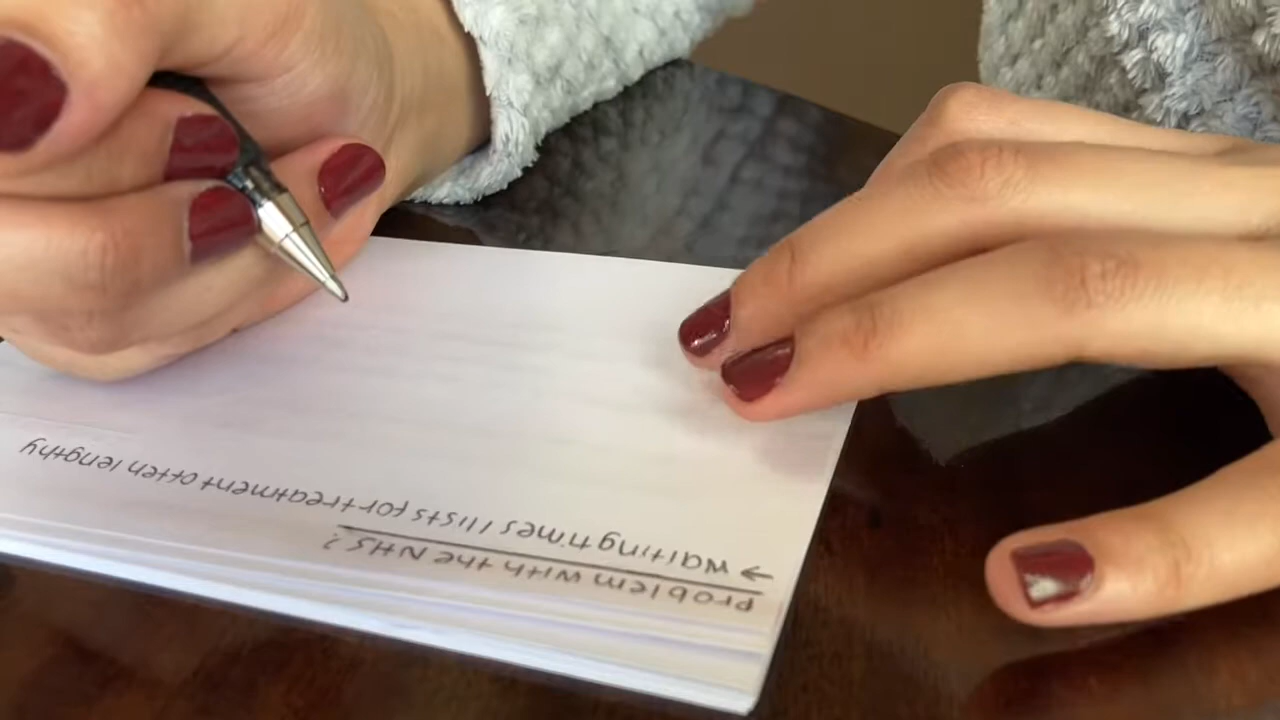 Problem with the NHS?
→ waiting times / lists for treatment often lengthy